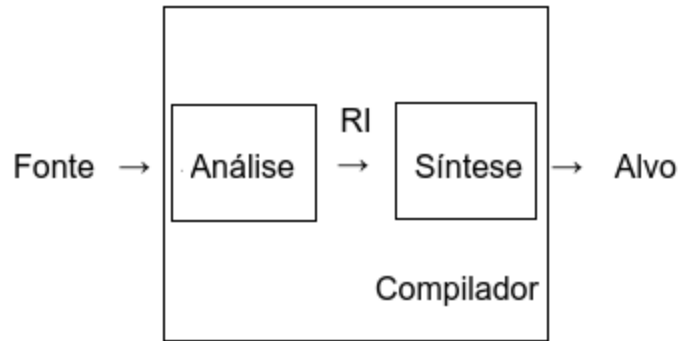 RI
Fonte → Análise → Síntese → Alvo
Compilador